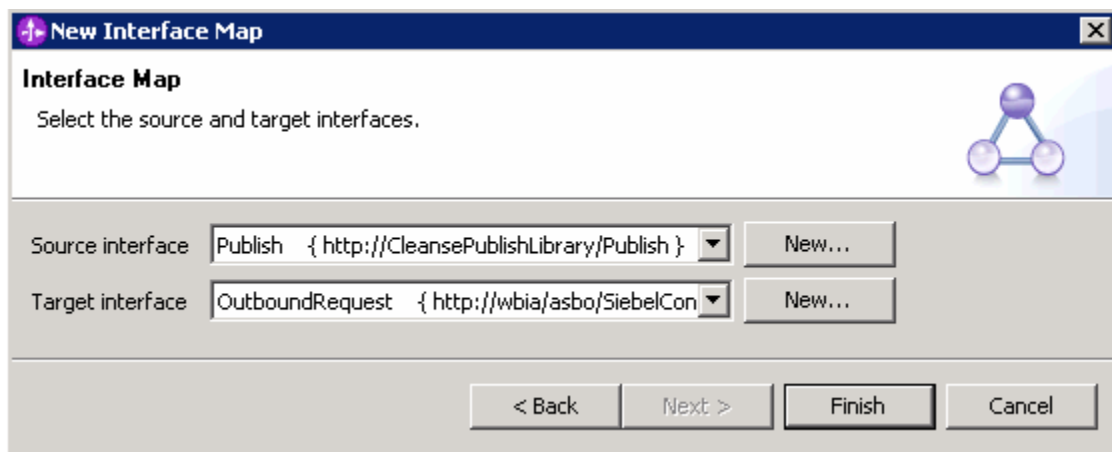 New Interface Map
Interface Map
Select the source and target interfaces.
Source interface Publish { http://CleansePublishLibrary/Publish } New...
Target interface OutboundRequest { http://wbia/asbo/SiebelCon New...
< Back Next > Finish Cancel